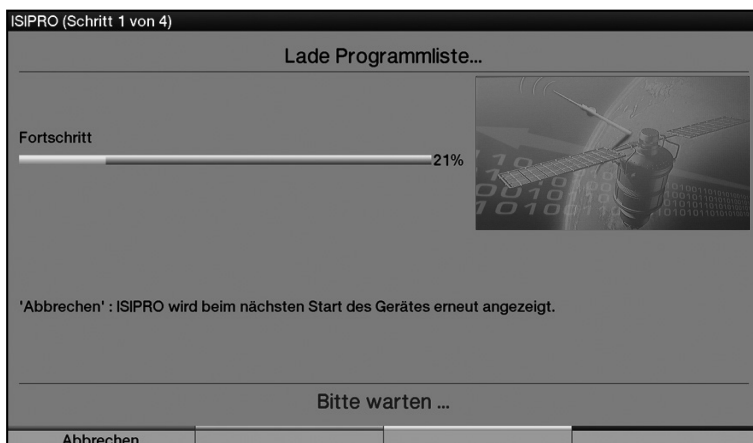 ISIPRO (Schritt 1 von 4)
Lade Programmliste...
Fortschritt
21%
'Abbrechen' : ISIPRO wird beim nächsten Start des Gerätes erneut angezeigt.
Bitte warten ...
Abbrechen